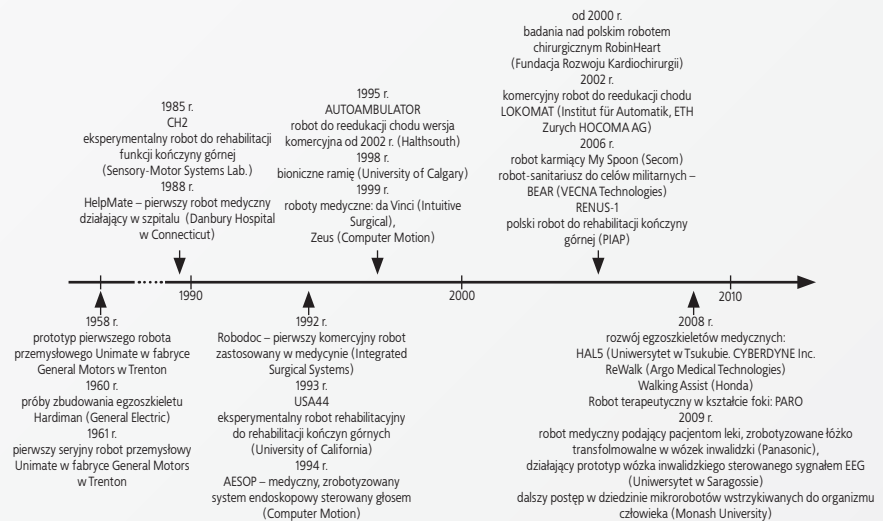 1985 r.
CH2
eksperymentalny robot do rehabilitacji
funkcji kończyny górnej
(Sensory-Motor Systems Lab.)
1988 r.
HelpMate – pierwszy robot medyczny
działający w szpitalu (Danbury Hospital
w Connecticut)
1995 r.
AUTOAMBULATOR
robot do reedukacji chodu wersja
komercyjna od 2002 r. (Halthsouth)
1998 r.
bioniczne ramię (University of Calgary)
1999 r.
roboty medyczne: da Vinci (Intuitive
Surgical),
Zeus (Computer Motion)
od 2000 r.
badania nad polskim robotem
chirurgicznym RobinHeart
(Fundacja Rozwoju Kardiochirurgii)
2002 r.
komercyjny robot do reedukacji chodu
LOKOMAT (Institut für Automatik, ETH
Zurych HOCOMA AG)
2006 r.
robot karmiący My Spoon (Secom)
robot-sanitariusz do celów militarnych –
BEAR (VECNA Technologies)
RENUS-1
polski robot do rehabilitacji kończyny
górnej (PIAP)
1990
2000
2010
1958 r.
prototyp pierwszego robota
przemysłowego Unimate w fabryce
General Motors w Trenton
1960 r.
próby zbudowania egzoszkieletu
Hardiman (General Electric)
1961 r.
pierwszy seryjny robot przemysłowy
Unimate w fabryce General Motors
w Trenton
1992 r.
Robodoc – pierwszy komercyjny robot
zastosowany w medycynie (Integrated
Surgical Systems)
1993 r.
USA44
eksperymentalny robot rehabilitacyjny
do rehabilitacji kończyn górnych
(University of California)
1994 r.
AESOP – medyczny, zrobotyzowany
system endoskopowy sterowany głosem
(Computer Motion)
2008 r.
rozwój egzoszkieletów medycznych:
HAL5 (Uniwersytet w Tsukubie. CYBERDYNE Inc.
ReWalk (Argo Medical Technologies)
Walking Assist (Honda)
Robot terapeutyczny w kształcie foki: PARO
2009 r.
robot medyczny podający pacjentom leki, zrobotyzowane łóżko
transfolmowalne w wózek inwalidzki (Panasonic),
działający prototyp wózka inwalidzkiego sterowanego sygnałem EEG
(Uniwersytet w Saragossie)
dalszy postęp w dziedzinie mikrorobotów wstrzykiwanych do organizmu
człowieka (Monash University)